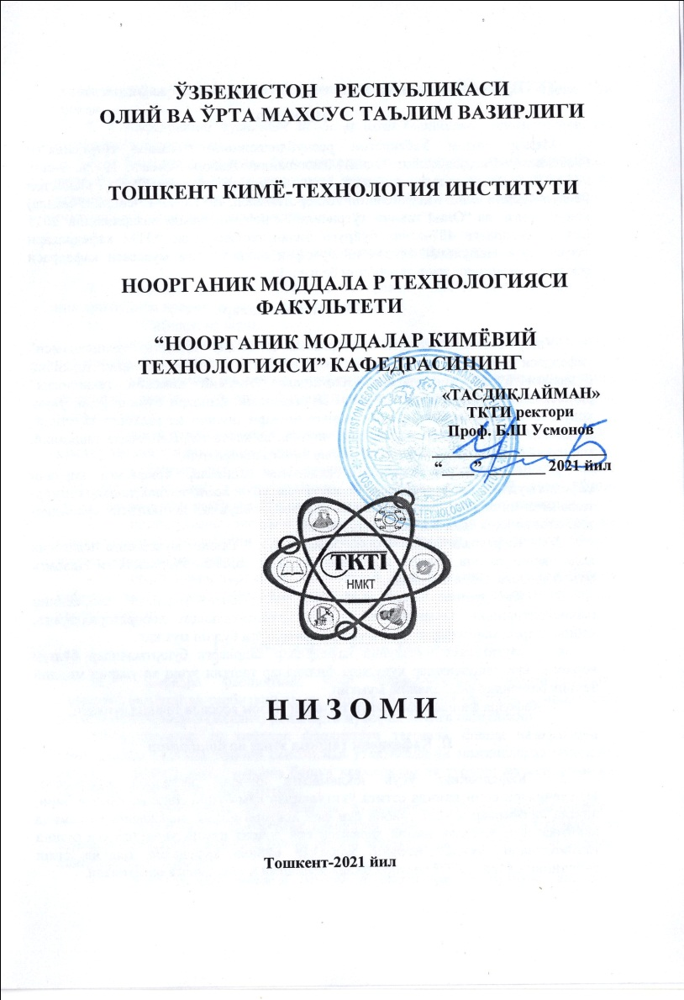 ЎЗБЕКИСТОН РЕСПУБЛИКАСИ
ОЛИЙ ВА ЎРТА МАХСУС ТАЪЛИМ ВАЗИРЛИГИ
ТОШКЕНТ КИМЁ-ТЕХНОЛОГИЯ ИНСТИТУТИ
НООРГАНИК МОДДАЛА Р ТЕХНОЛОГИЯСИ
ФАКУЛЬТЕТИ
“НООРГАНИК МОДДАЛАР КИМЁВИЙ
ТЕХНОЛОГИЯСИ” КАФЕДРАСИНИНГ
«ТАСДИҚЛАЙМАН»
ТКТИ ректори
Проф. Б.Ш Усмонов
“____”________ 2021 йил
ТКТІ
НМКТ
Н И З О М И
Тошкент-2021 йил